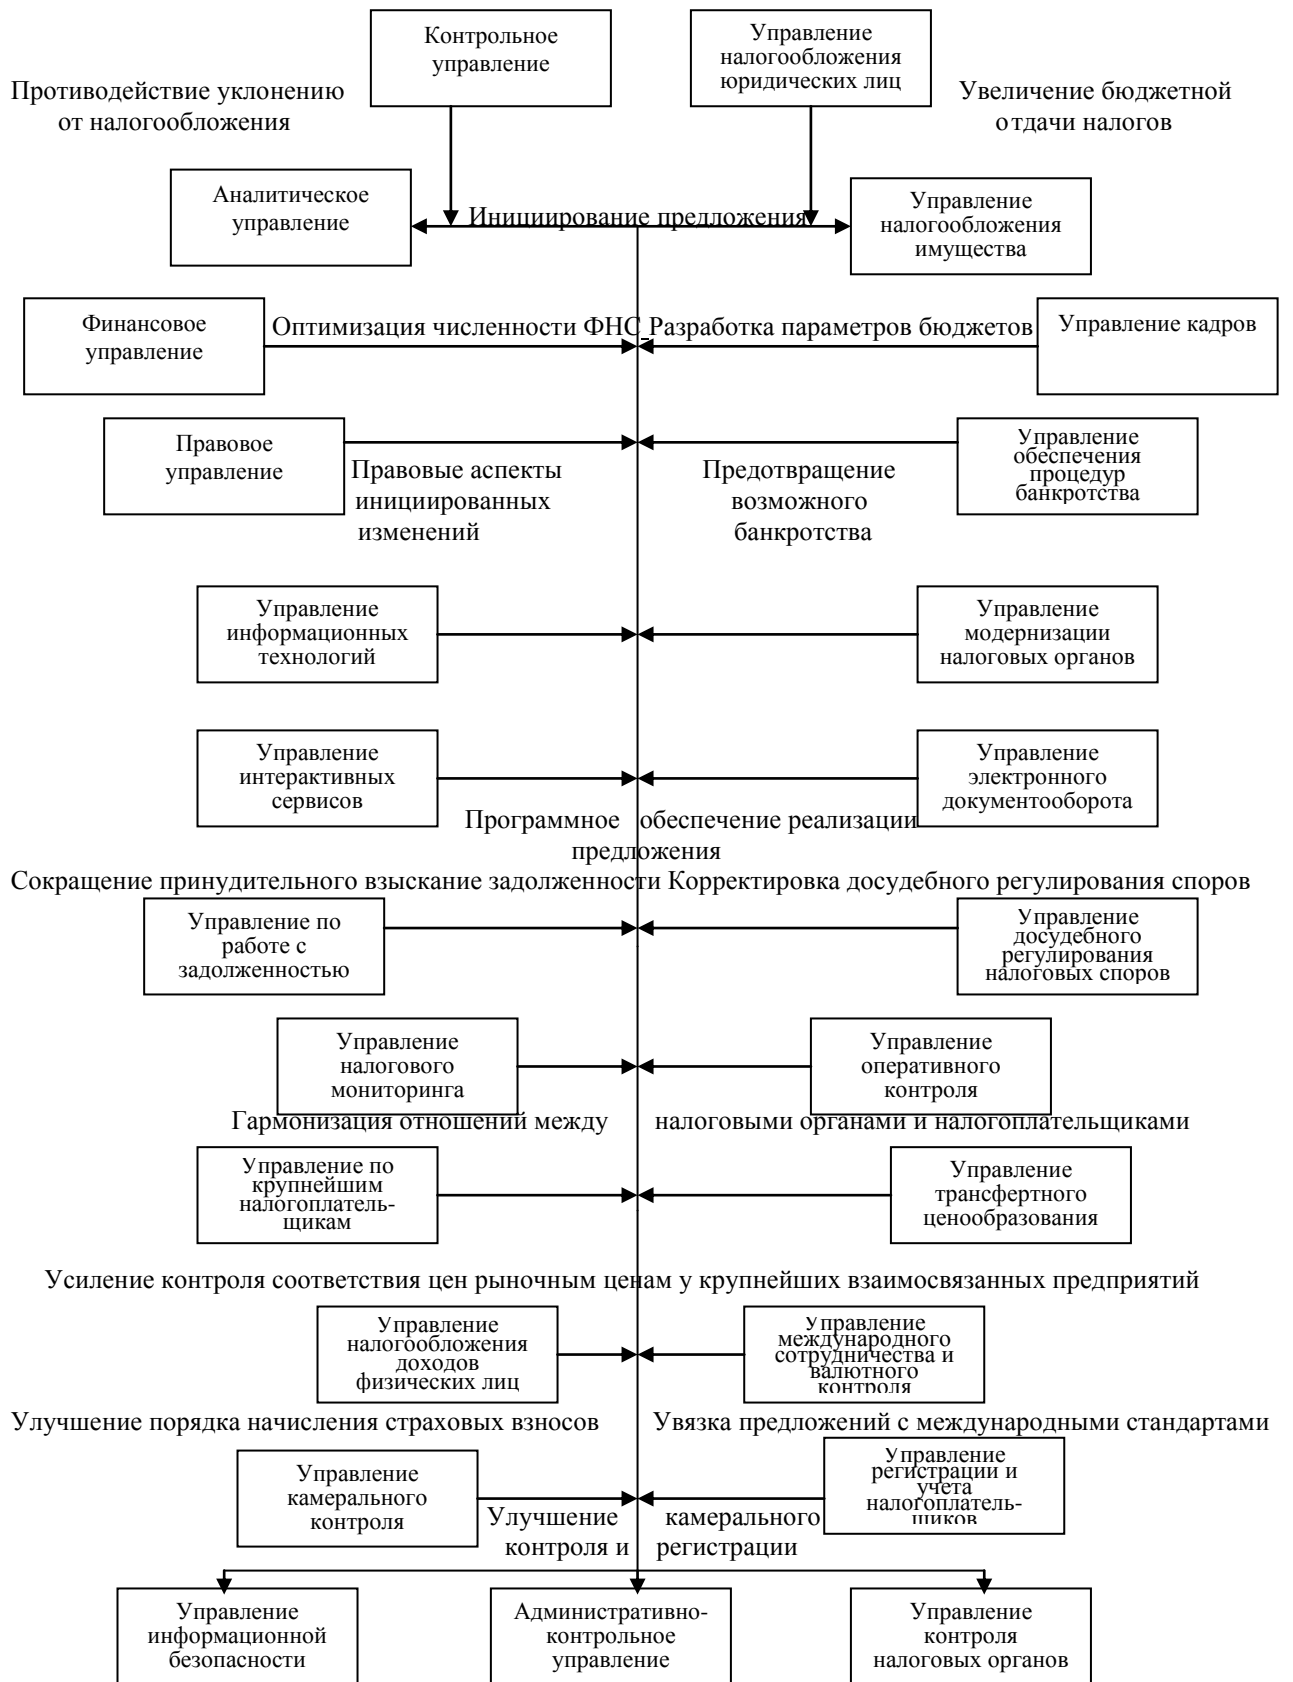 Контрольное
управление
Управление
налогообложения
юридических лиц
Противодействие уклонению
от налогообложения
Увеличение бюджетной
отдачи налогов
Аналитическое
управление
Инициирование предложения
Управление
налогообложения
имущества
Финансовое
управление
Оптимизация численности ФНС Разработка параметров бюджетов
Управление кадров
Правовое
управление
Правовые аспекты
инициированных
изменений
Предотвращение
возможного
банкротства
Управление
обеспечения
процедур
банкротства
Управление
информационных
технологий
Управление
модернизации
налоговых органов
Управление
интерактивных
сервисов
Управление
электронного
документооборота
Программное обеспечение реализации
предложения
Сокращение принудительного взыскание задолженности Корректировка досудебного регулирования споров
Управление по
работе с
задолженностью
Управление
досудебного
регулирования
налоговых споров
Управление
налогового
мониторинга
Управление
оперативного
контроля
Гармонизация отношений между налоговыми органами и налогоплательщиками
Управление по
крупнейшим
налогоплатель-
щикам
Управление
трансфертного
ценообразования
Усиление контроля соответствия цен рыночным ценам у крупнейших взаимосвязанных предприятий
Управление
налогообложения
доходов
физических лиц
Управление
международного
сотрудничества и
валютного
контроля
Улучшение порядка начисления страховых взносов
Увязка предложений с международными стандартами
Управление
камерального
контроля
Управление
регистрации и
учета
налогоплатель-
щиков
Улучшение камерального
контроля и регистрации
Управление
информационной
безопасности
Административно-
контрольное
управление
Управление
контроля
налоговых органов